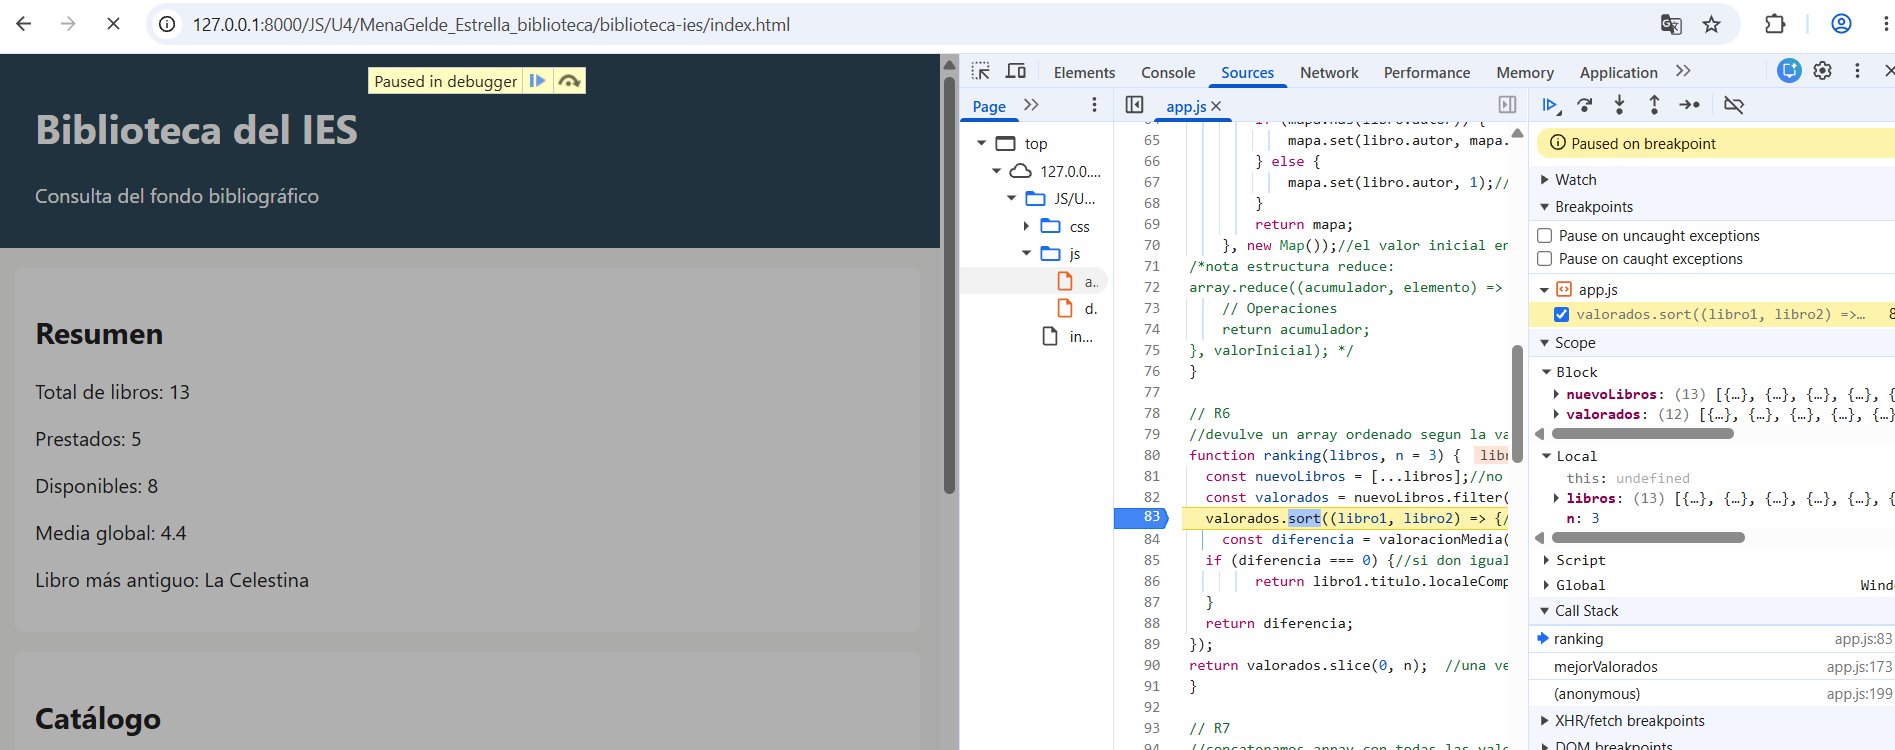 127.0.0.1:8000/JS/U4/MenaGelde_Estrella_biblioteca/biblioteca-ies/index.html
Paused in debugger
Biblioteca del IES
Consulta del fondo bibliográfico
Resumen
Total de libros: 13
Prestados: 5
Disponibles: 8
Media global: 4.4
Libro más antiguo: La Celestina
Catálogo
Elements Console Sources Network Performance Memory Application
Page
top
127.0.0....
JS/U...
css
js
a..
d.
in...
app.js
65 mapa.set(libro.autor, mapa.
66 } else {
67 mapa.set(libro.autor, 1);//
68 }
69 return mapa;
70 }, new Map());//el valor inicial en
71 /*nota estructura reduce:
72 array.reduce((acumulador, elemento) =>
73 // Operaciones
74 return acumulador;
75 }, valorInicial); */
76 }
77
78 // R6
79 //devulve un array ordenado segun la va
80 function ranking(libros, n = 3) { libr
81 const nuevoLibros = [...libros];//no
82 const valorados = nuevoLibros.filter(
83 valorados.sort((libro1, libro2) => {/
84 const diferencia = valoracionMedia(
85 if (diferencia === 0) {//si don igual
86 return libro1.titulo.localeComp
87 }
88 return diferencia;
89 });
90 return valorados.slice(0, n); //una ve
91 }
92
93 // R7
94
Paused on breakpoint
Watch
Breakpoints
Pause on uncaught exceptions
Pause on caught exceptions
app.js
valorados.sort((libro1, libro2) =>… 8
Scope
Block
nuevoLibros: (13) [{…}, {…}, {…}, {…}, {
valorados: (12) [{…}, {…}, {…}, {…}, {…}
Local
this: undefined
libros: (13) [{…}, {…}, {…}, {…}, {…}, {
n: 3
Script
Global Wind
Call Stack
ranking app.js:83
mejorValorados app.js:173
(anonymous) app.js:199
XHR/fetch breakpoints
DOM breakpoints